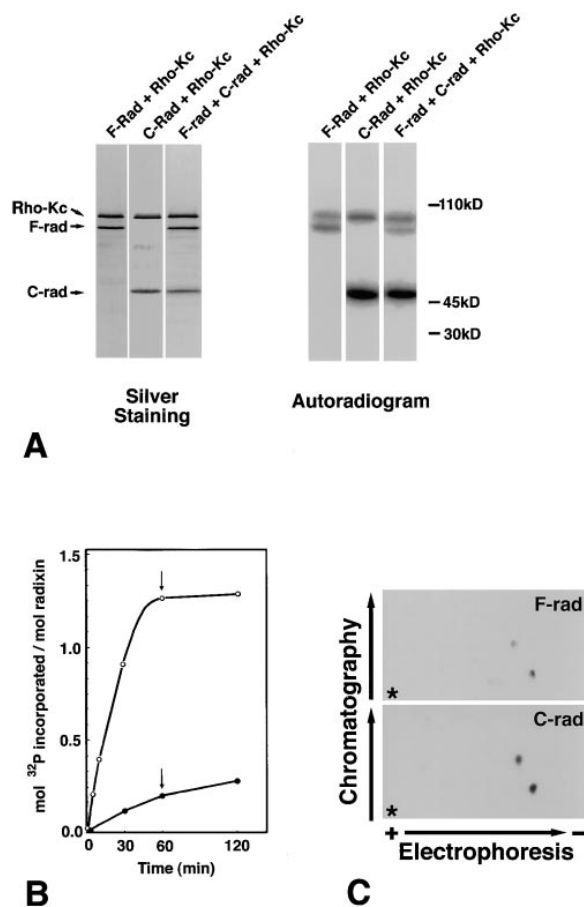 F-Rad + Rho-Kc
C-Rad + Rho-Kc
F-rad + C-rad + Rho-Kc
F-Rad + Rho-Kc
C-Rad + Rho-Kc
F-rad + C-rad + Rho-Kc
Rho-Kc
F-rad
C-rad
110kD
45kD
30kD
Silver
Staining
Autoradiogram
A
mol 32P incorporated / mol radixin
1.5
1.0
0.5
0.0
0
30
60
120
Time (min)
B
Chromatography
F-rad
*
C-rad
*
+
−
Electrophoresis
C